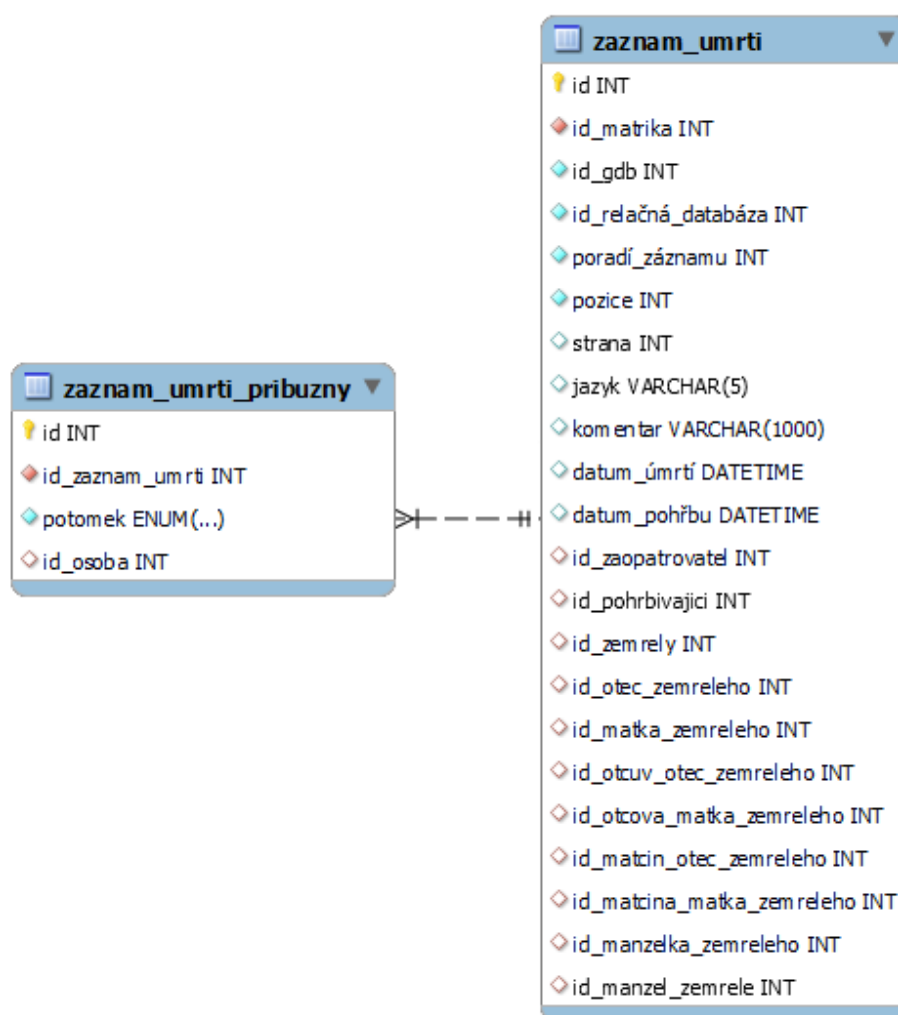 zaznam_umrti_pribuzny
id INT
id_zaznam_umrti INT
potomek ENUM(...)
id_osoba INT
zaznam_umrti
id INT
id_matrika INT
id_gdb INT
id_relačná_databáza INT
poradí_záznamu INT
pozice INT
strana INT
jazyk VARCHAR(5)
komentar VARCHAR(1000)
datum_úmrtí DATETIME
datum_pohřbu DATETIME
id_zaopatrovatel INT
id_pohrbivajici INT
id_zemrely INT
id_otec_zemreleho INT
id_matka_zemreleho INT
id_otcuv_otec_zemreleho INT
id_otcova_matka_zemreleho INT
id_matcin_otec_zemreleho INT
id_matcina_matka_zemreleho INT
id_manzelka_zemreleho INT
id_manzel_zemrele INT